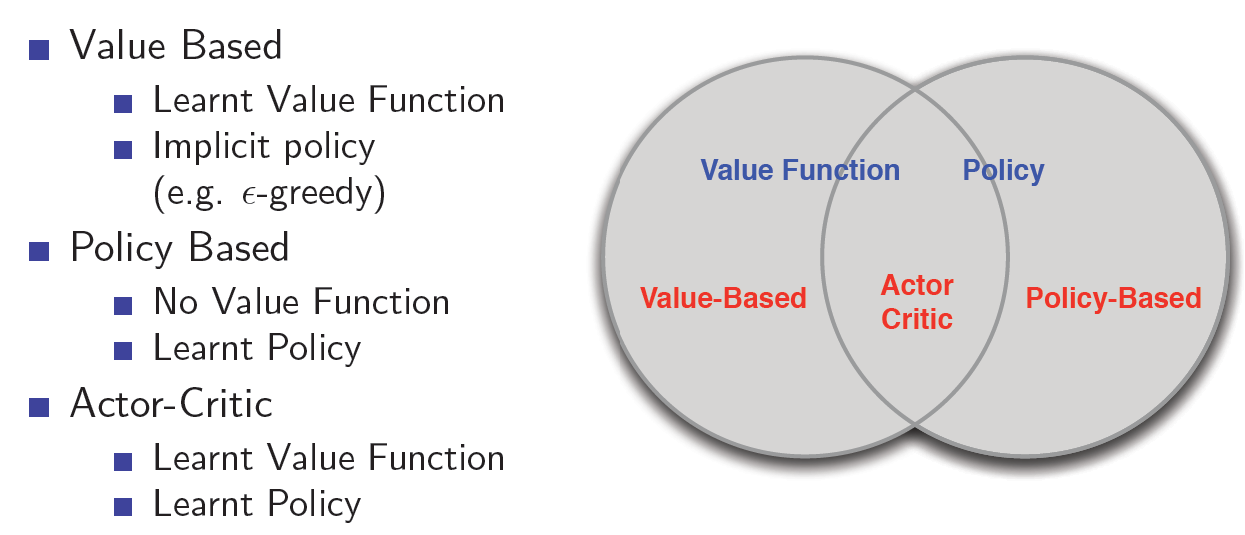 Value Based
Learnt Value Function
Implicit policy
(e.g. ϵ-greedy)
Policy Based
No Value Function
Learnt Policy
Actor-Critic
Learnt Value Function
Learnt Policy
Value Function
Policy
Value-Based
Actor
Critic
Policy-Based